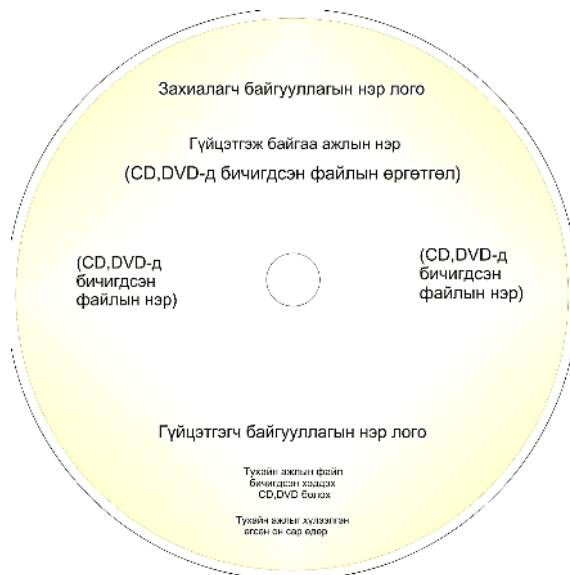 Захиалагч байгууллагын нэр лого
Гүйцэтгэж байгаа ажлын нэр
(CD,DVD-д бичигдсэн файлын өргөтгөл)
(CD,DVD-д
бичигдсэн
файлын нэр)
(CD,DVD-д
бичигдсэн
файлын нэр)
Гүйцэтгэгч байгууллагын нэр лого
Тухайн ажлын файл
бичигдсэн хэддэх
CD,DVD болох
Тухайн ажлыг хүлээлгэн
өгсөн он сар өдөр